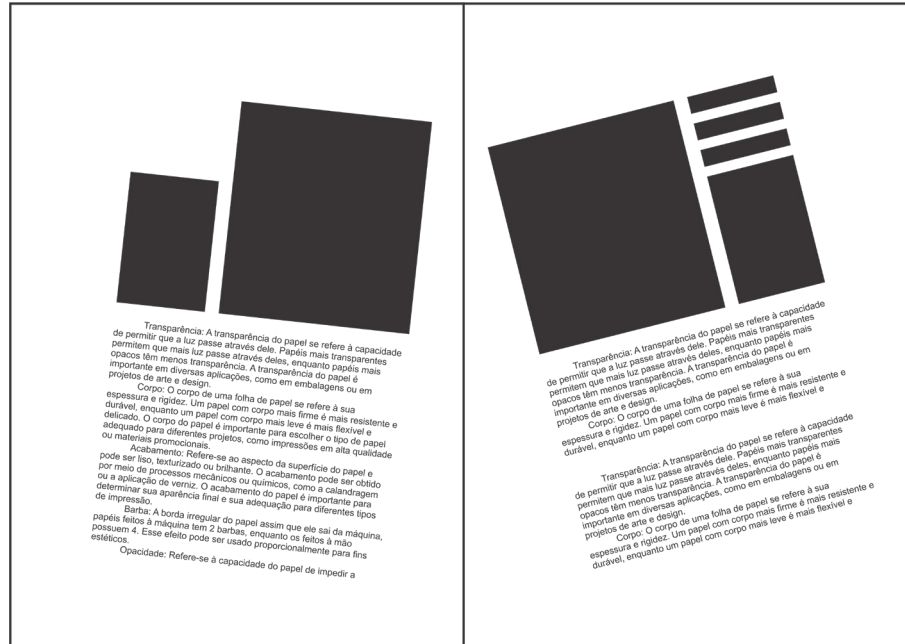 Transparência: A transparência do papel se refere à capacidade
de permitir que a luz passe através dele. Papéis mais transparentes
permitem que mais luz passe através deles, enquanto papéis mais
opacos têm menos transparência. A transparência do papel é
importante em diversas aplicações, como em embalagens ou em
projetos de arte e design.
Corpo: O corpo de uma folha de papel se refere à sua
espessura e rigidez. Um papel com corpo mais firme é mais resistente e
durável, enquanto um papel com corpo mais leve é mais flexível e
delicado. O corpo do papel é importante para escolher o tipo de papel
adequado para diferentes projetos, como impressões em alta qualidade
ou materiais promocionais.
Acabamento: Refere-se ao aspecto da superfície do papel e
pode ser liso, texturizado ou brilhante. O acabamento pode ser obtido
por meio de processos mecânicos ou químicos, como a calandragem
ou a aplicação de verniz. O acabamento do papel é importante para
determinar sua aparência final e sua adequação para diferentes tipos
de impressão.
Barba: A borda irregular do papel assim que ele sai da máquina,
papéis feitos à máquina tem 2 barbas, enquanto os feitos à mão
possuem 4. Esse efeito pode ser usado proporcionalmente para fins
estéticos.
Opacidade: Refere-se à capacidade do papel de impedir a
Transparência: A transparência do papel se refere à capacidade
de permitir que a luz passe através dele. Papéis mais transparentes
permitem que mais luz passe através deles, enquanto papéis mais
opacos têm menos transparência. A transparência do papel é
importante em diversas aplicações, como em embalagens ou em
projetos de arte e design.
Corpo: O corpo de uma folha de papel se refere à sua
espessura e rigidez. Um papel com corpo mais firme é mais resistente e
durável, enquanto um papel com corpo mais leve é mais flexível e
Transparência: A transparência do papel se refere à capacidade
de permitir que a luz passe através dele. Papéis mais transparentes
permitem que mais luz passe através deles, enquanto papéis mais
opacos têm menos transparência. A transparência do papel é
importante em diversas aplicações, como em embalagens ou em
projetos de arte e design.
Corpo: O corpo de uma folha de papel se refere à sua
espessura e rigidez. Um papel com corpo mais firme é mais resistente e
durável, enquanto um papel com corpo mais leve é mais flexível e